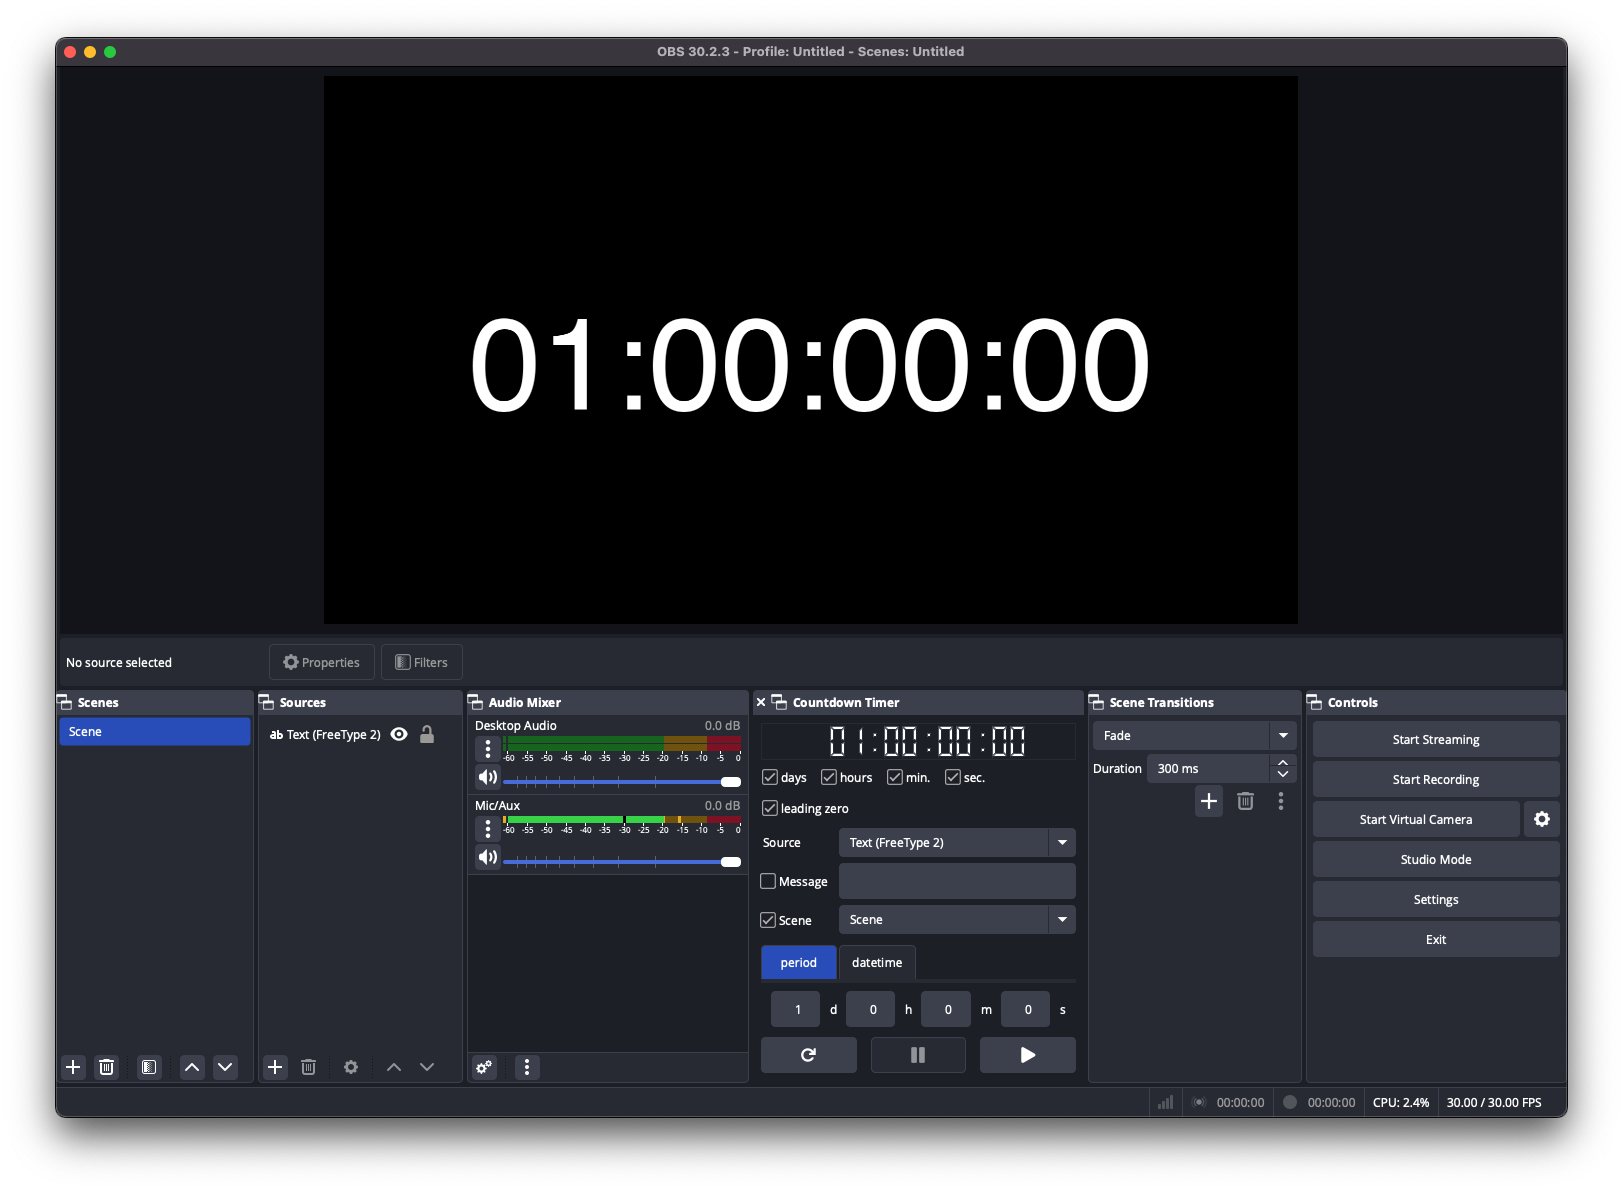 OBS 30.2.3 - Profile: Untitled - Scenes: Untitled
01:00:00:00
No source selected
Properties
Filters
Scenes
Scene
Sources
ab Text (FreeType 2)
Audio Mixer
Desktop Audio 0.0 dB
-60 -55 -50 -45 -40 -35 -30 -25 -20 -15 -10 -5 0
Mic/Aux 0.0 dB
-60 -55 -50 -45 -40 -35 -30 -25 -20 -15 -10 -5 0
Countdown Timer
01:00:00:00
days hours min. sec.
leading zero
Source Text (FreeType 2)
Message
Scene Scene
period datetime
1 d 0 h 0 m 0 s
Scene Transitions
Fade
Duration 300 ms
Controls
Start Streaming
Start Recording
Start Virtual Camera
Studio Mode
Settings
Exit
00:00:00 00:00:00 CPU: 2.4% 30.00 / 30.00 FPS